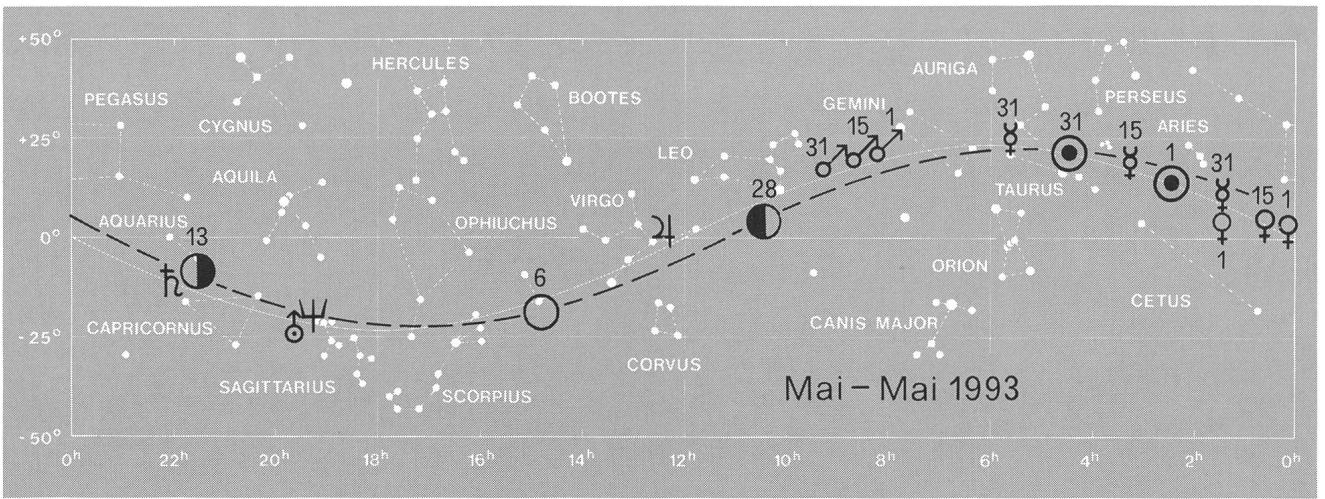 +50°
HERCULES
AURIGA
PEGASUS
BOOTES
GEMINI
PERSEUS
CYGNUS
+25°
31 15 1
31
31
15
ARIES
LEO
1
31
AQUILA
28
TAURUS
15 1
VIRGO
AQUARIUS
OPHIUCHUS
0°
13
1
6
ORION
CETUS
CAPRICORNUS
CANIS MAJOR
-25°
CORVUS
SAGITTARIUS
SCORPIUS
Mai – Mai 1993
-50°
0h 22h 20h 18h 16h 14h 12h 10h 8h 6h 4h 2h 0h